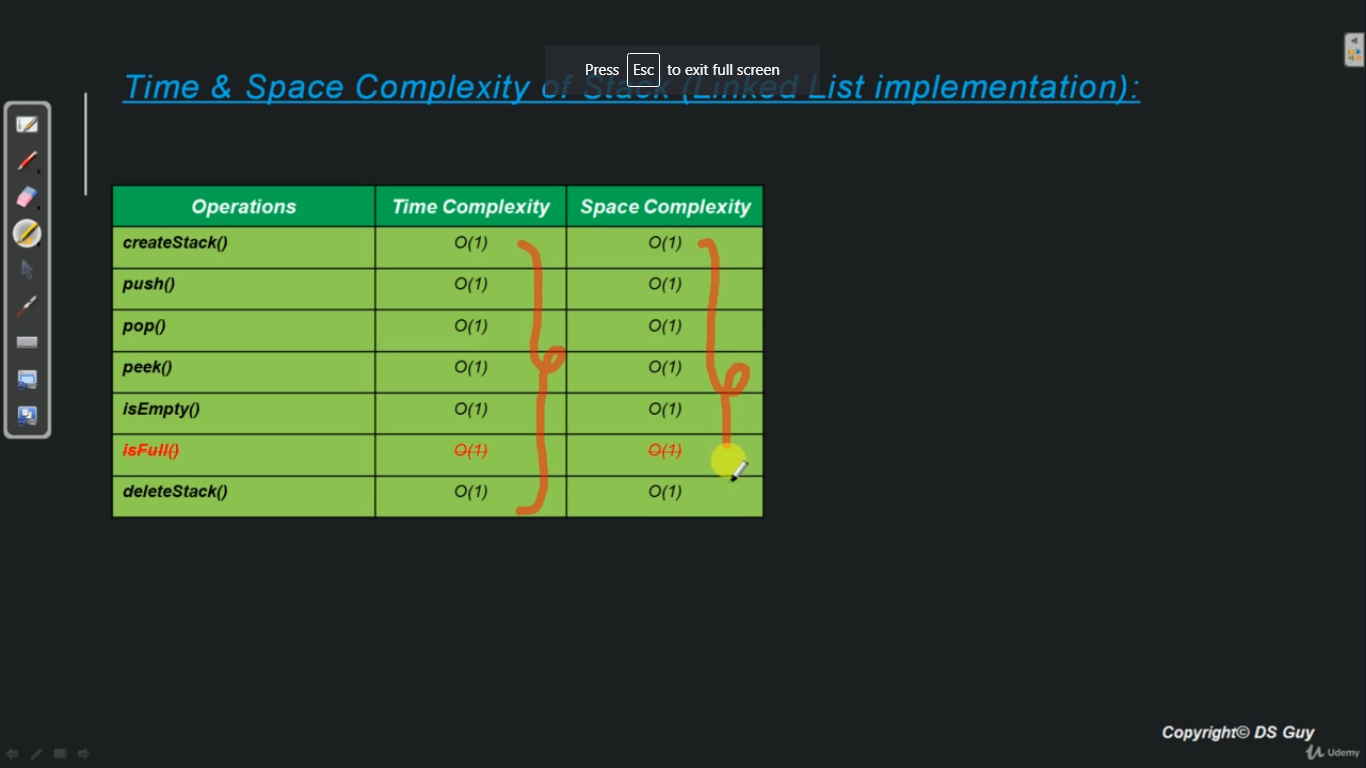 Press Esc to exit full screen
Time & Space Complexity of Stack (Linked List implementation):
Operations Time Complexity Space Complexity
createStack() O(1) O(1)
push() O(1) O(1)
pop() O(1) O(1)
peek() O(1) O(1)
isEmpty() O(1) O(1)
isFull() O(1) O(1)
deleteStack() O(1) O(1)
Copyright© DS Guy
Udemy